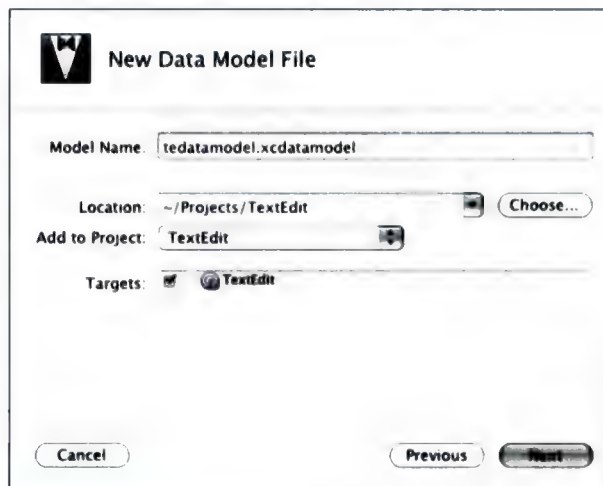 New Data Model File
Model Name: tedatamodel.xcdatamodel
Location: ~/Projects/TextEdit Choose...
Add to Project: TextEdit
Targets: TextEdit
Cancel Previous Next